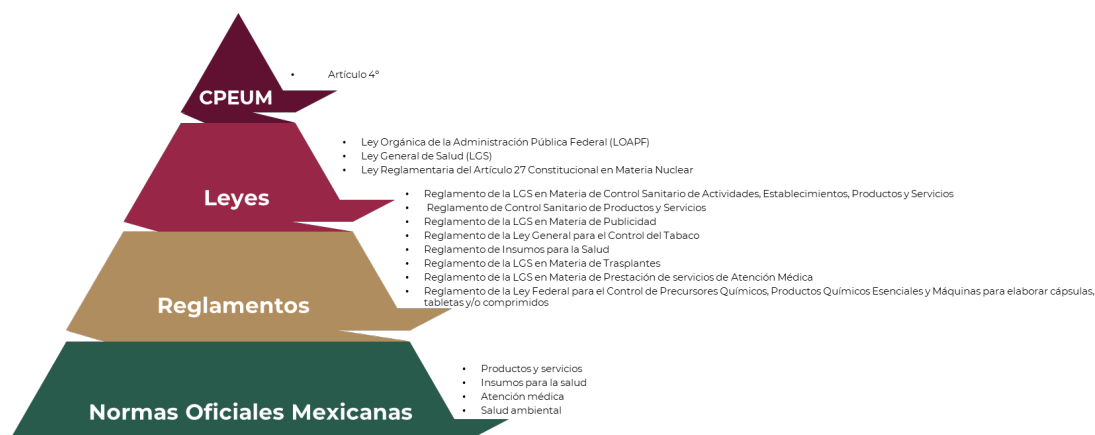 • Artículo 4º
CPEUM
• Ley Orgánica de la Administración Pública Federal (LOAPF)
• Ley General de Salud (LGS)
• Ley Reglamentaria del Artículo 27 Constitucional en Materia Nuclear
Leyes
• Reglamento de la LGS en Materia de Control Sanitario de Actividades, Establecimientos, Productos y Servicios
• Reglamento de Control Sanitario de Productos y Servicios
• Reglamento de la LGS en Materia de Publicidad
• Reglamento de la Ley General para el Control del Tabaco
• Reglamento de Insumos para la Salud
• Reglamento de la LGS en Materia de Trasplantes
• Reglamento de la LGS en Materia de Prestación de servicios de Atención Médica
• Reglamento de la Ley Federal para el Control de Precursores Químicos, Productos Químicos Esenciales y Máquinas para elaborar cápsulas,
tabletas y/o comprimidos
Reglamentos
• Productos y servicios
• Insumos para la salud
• Atención médica
• Salud ambiental
Normas Oficiales Mexicanas